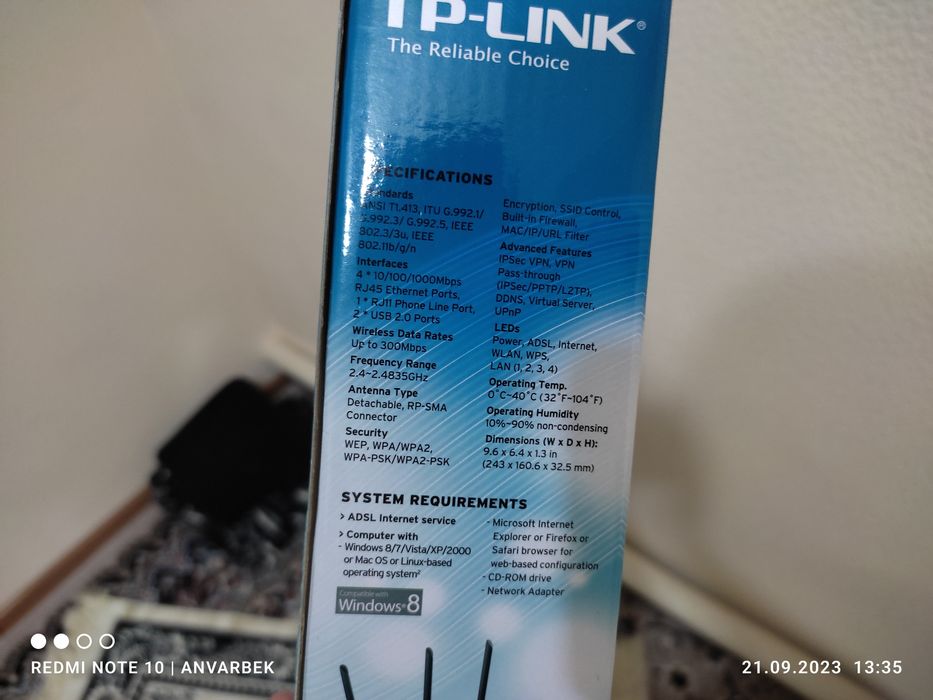 TP-LINK®
The Reliable Choice
SPECIFICATIONS
Standards
ANSI T1.413, ITU G.992.1/
G.992.3/ G.992.5, IEEE
802.3/3u, IEEE
802.11b/g/n
Interfaces
4 * 10/100/1000Mbps
RJ45 Ethernet Ports,
1 * RJ11 Phone Line Port,
2 * USB 2.0 Ports
Wireless Data Rates
Up to 300Mbps
Frequency Range
2.4~2.4835GHz
Antenna Type
Detachable, RP-SMA
Connector
Security
WEP, WPA/WPA2,
WPA-PSK/WPA2-PSK
Encryption, SSID Control,
Built-in Firewall,
MAC/IP/URL Filter
Advanced Features
IPSec VPN, VPN
Pass-through
(IPSec/PPTP/L2TP),
DDNS, Virtual Server,
UPnP
LEDs
Power, ADSL, Internet,
WLAN, WPS,
LAN (1, 2, 3, 4)
Operating Temp.
0˚C~40˚C (32˚F~104˚F)
Operating Humidity
10%~90% non-condensing
Dimensions (W x D x H):
9.6 x 6.4 x 1.3 in
(243 x 160.6 x 32.5 mm)
SYSTEM REQUIREMENTS
> ADSL Internet service
> Computer with
- Windows 8/7/Vista/XP/2000
or Mac OS or Linux-based
operating system²
- Microsoft Internet
Explorer or Firefox or
Safari browser for
web-based configuration
- CD-ROM drive
- Network Adapter
Compatible with
Windows®8
REDMI NOTE 10 | ANVARBEK
21.09.2023 13:35